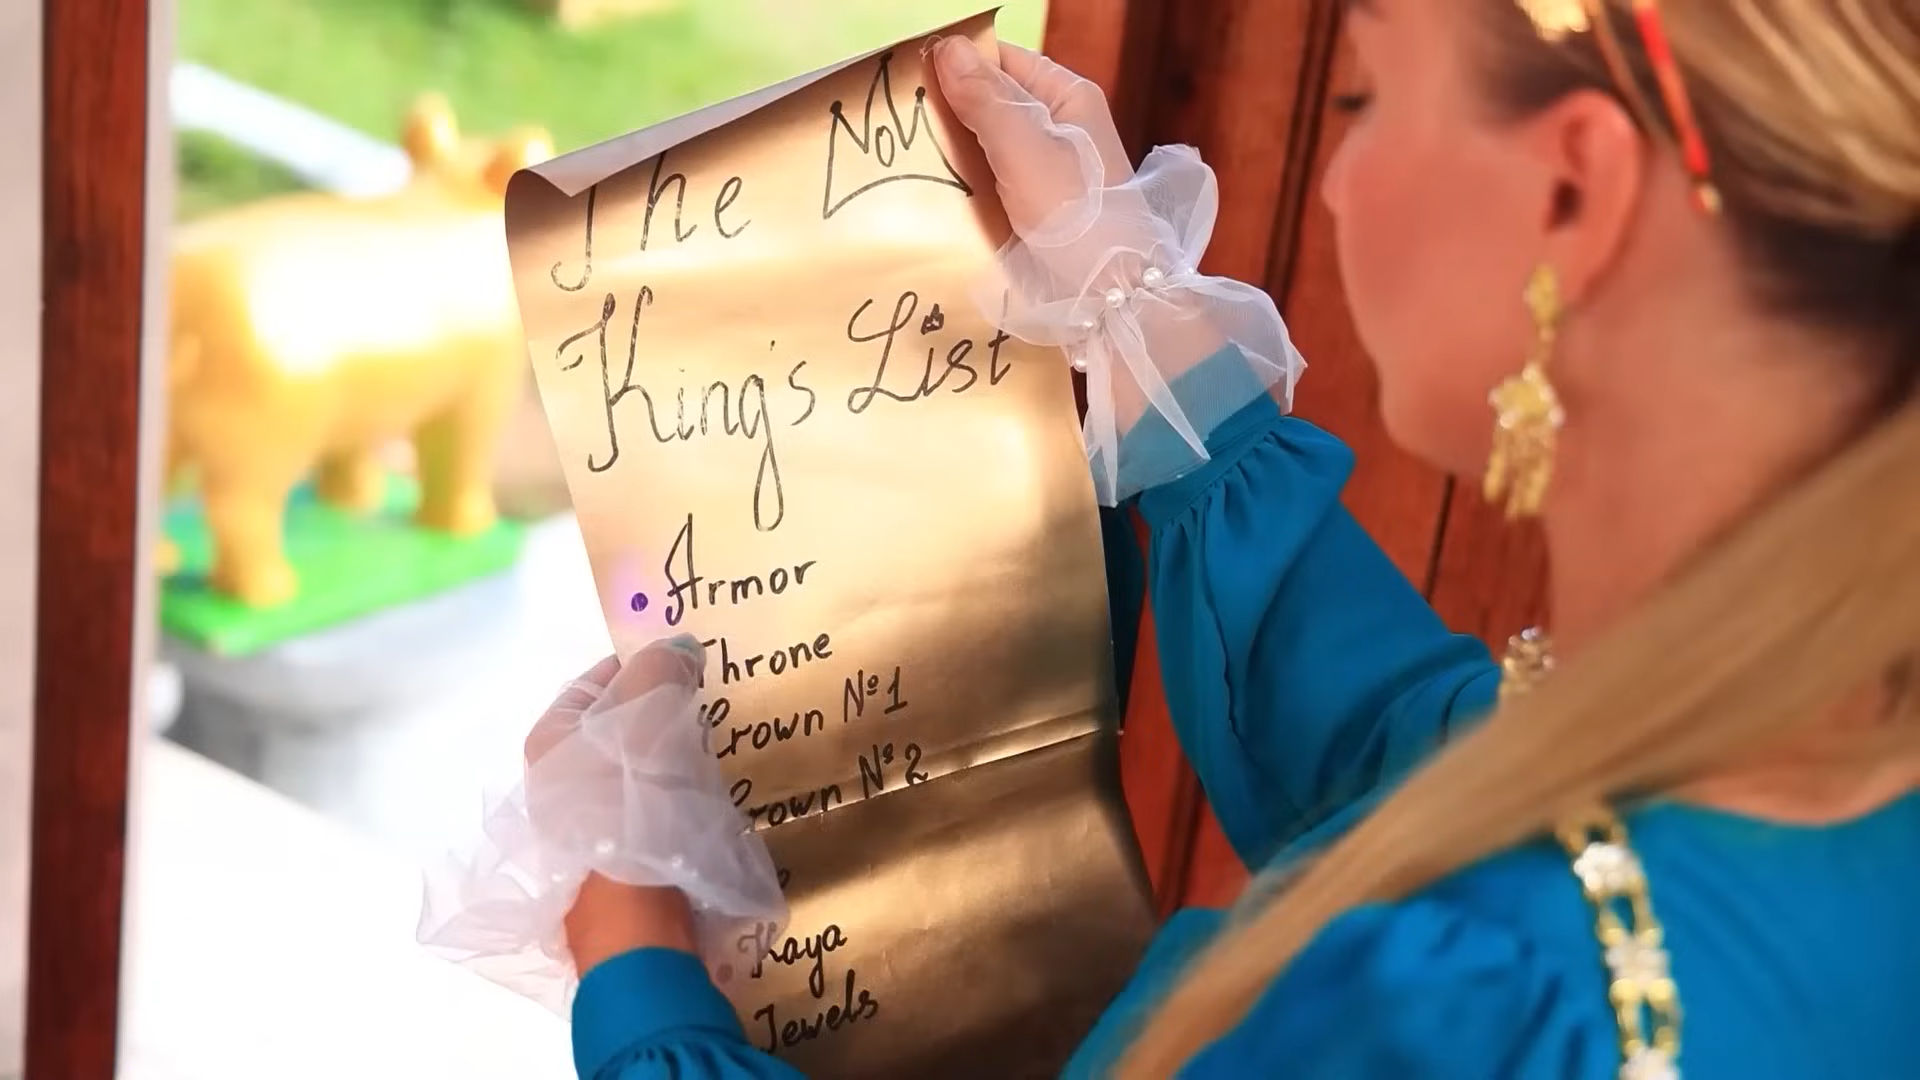 The
King's List
• Armor
Throne
Crown Nº1
Crown Nº2
Kaya
Jewels